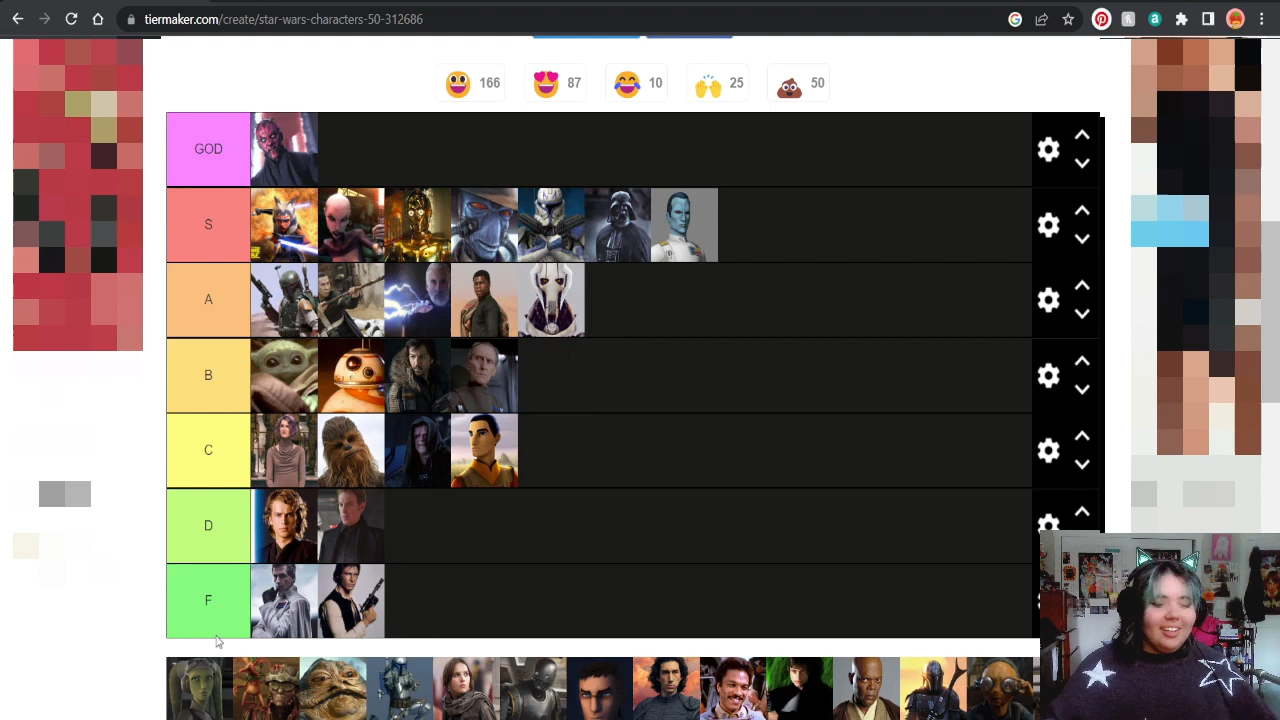 tiermaker.com/create/star-wars-characters-50-312686
166
87
10
25
50
GOD
S
A
B
C
D
F